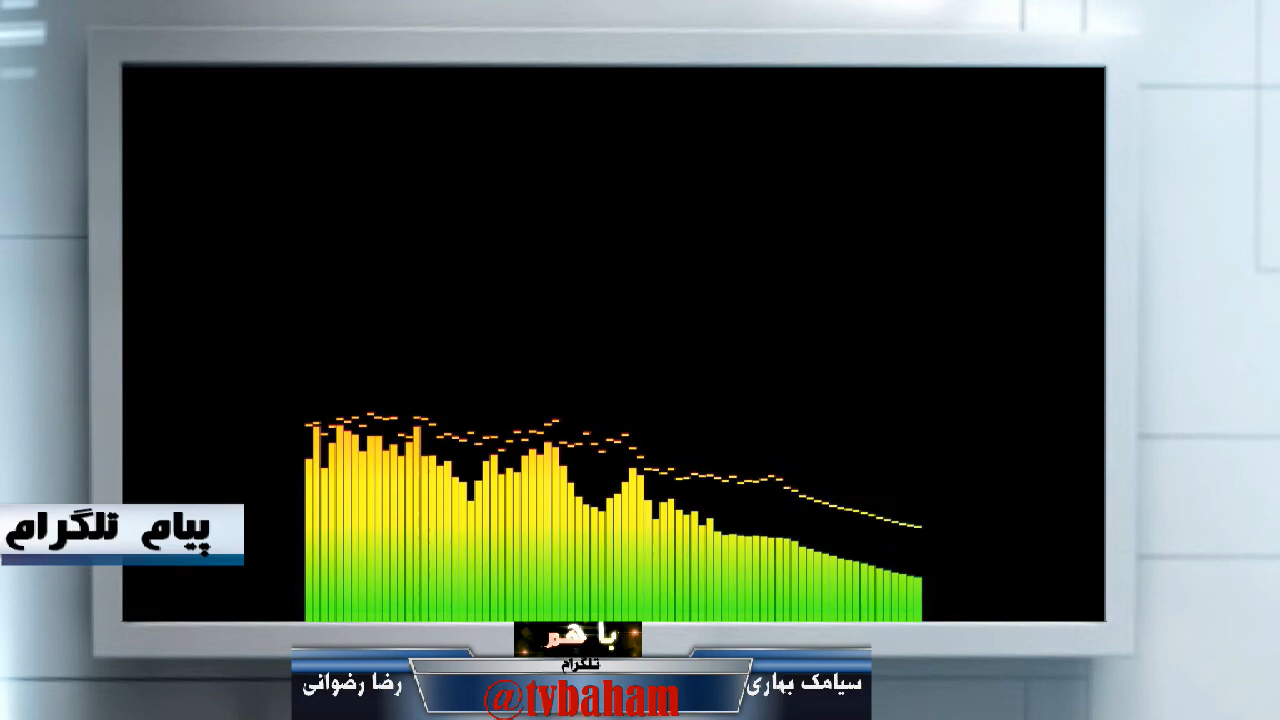 پیام تلگرام
با هم
تلگرام
سیامک بهاری
رضا رضوانی
@tvbaham